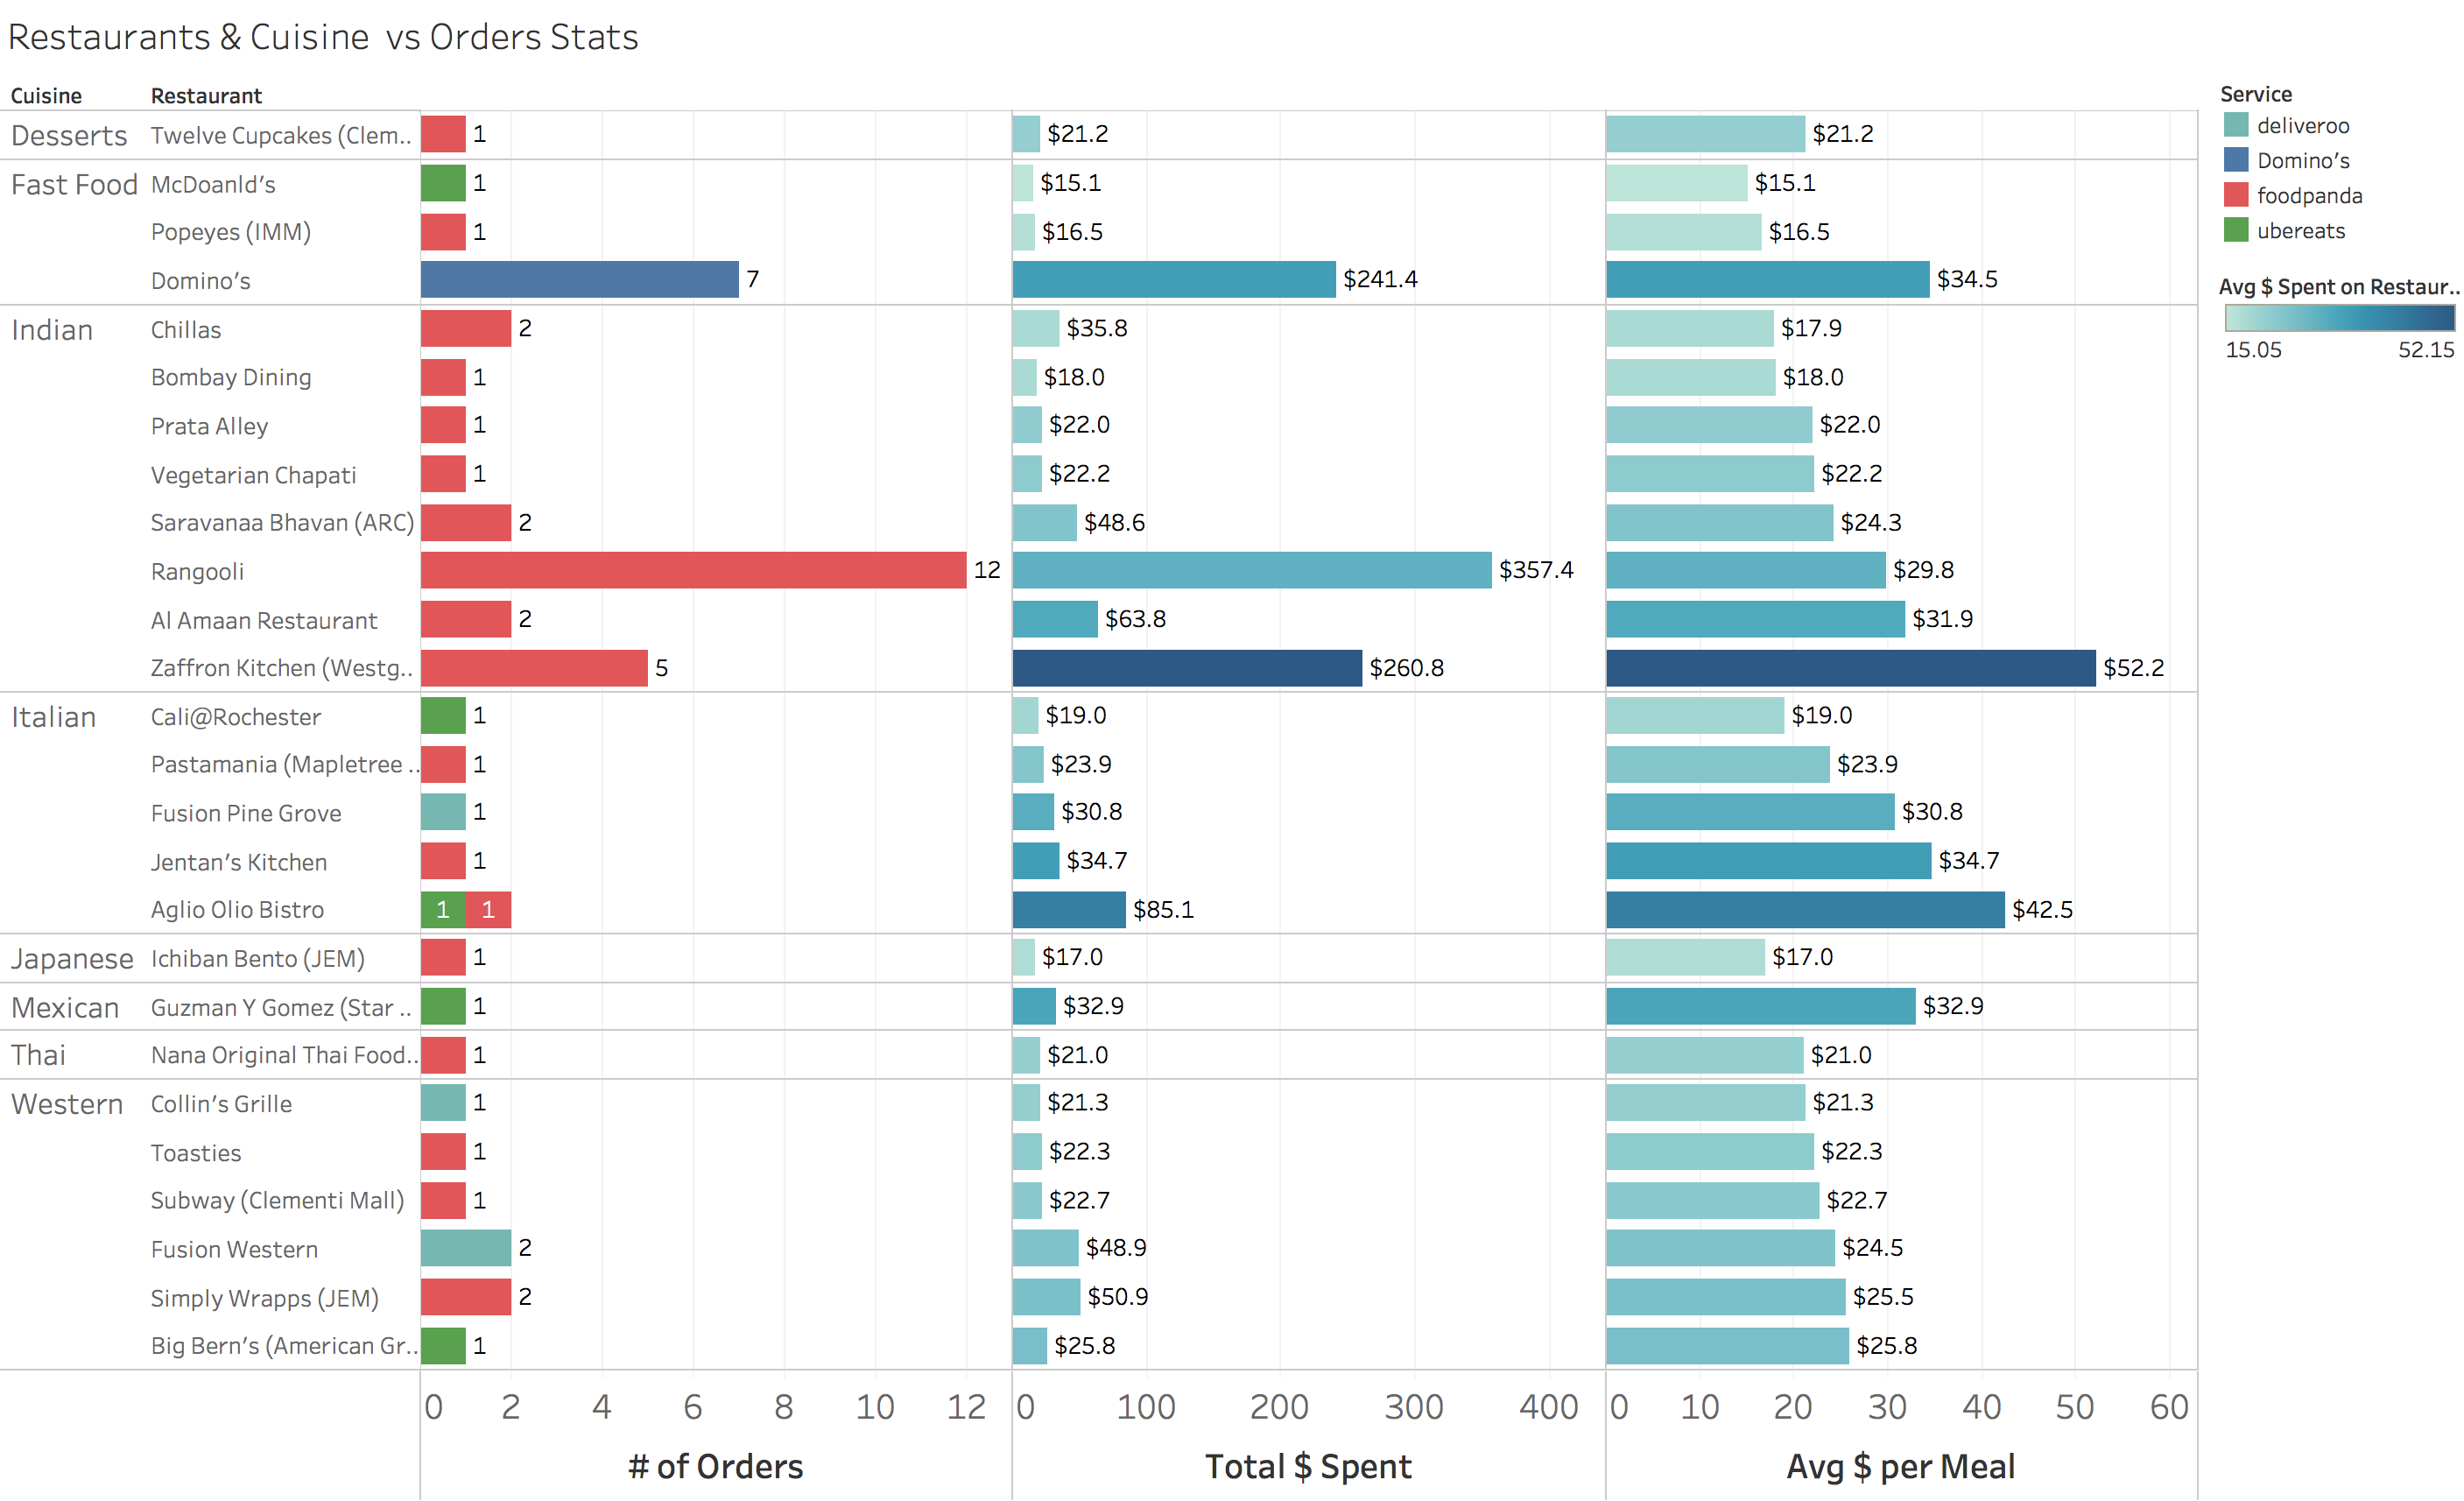 Restaurants & Cuisine vs Orders Stats
Cuisine Restaurant
Desserts Twelve Cupcakes (Clem.. 1 $21.2 $21.2
Fast Food McDoanld's 1 $15.1 $15.1
Popeyes (IMM) 1 $16.5 $16.5
Domino's 7 $241.4 $34.5
Indian Chillas 2 $35.8 $17.9
Bombay Dining 1 $18.0 $18.0
Prata Alley 1 $22.0 $22.0
Vegetarian Chapati 1 $22.2 $22.2
Saravanaa Bhavan (ARC) 2 $48.6 $24.3
Rangooli 12 $357.4 $29.8
Al Amaan Restaurant 2 $63.8 $31.9
Zaffron Kitchen (Westg.. 5 $260.8 $52.2
Italian Cali@Rochester 1 $19.0 $19.0
Pastamania (Mapletree .. 1 $23.9 $23.9
Fusion Pine Grove 1 $30.8 $30.8
Jentan's Kitchen 1 $34.7 $34.7
Aglio Olio Bistro 1 1 $85.1 $42.5
Japanese Ichiban Bento (JEM) 1 $17.0 $17.0
Mexican Guzman Y Gomez (Star .. 1 $32.9 $32.9
Thai Nana Original Thai Food.. 1 $21.0 $21.0
Western Collin's Grille 1 $21.3 $21.3
Toasties 1 $22.3 $22.3
Subway (Clementi Mall) 1 $22.7 $22.7
Fusion Western 2 $48.9 $24.5
Simply Wrapps (JEM) 2 $50.9 $25.5
Big Bern's (American Gr.. 1 $25.8 $25.8
0 2 4 6 8 10 12 0 100 200 300 400 0 10 20 30 40 50 60
# of Orders Total $ Spent Avg $ per Meal
Service
deliveroo
Domino's
foodpanda
ubereats
Avg $ Spent on Restaur..
15.05 52.15